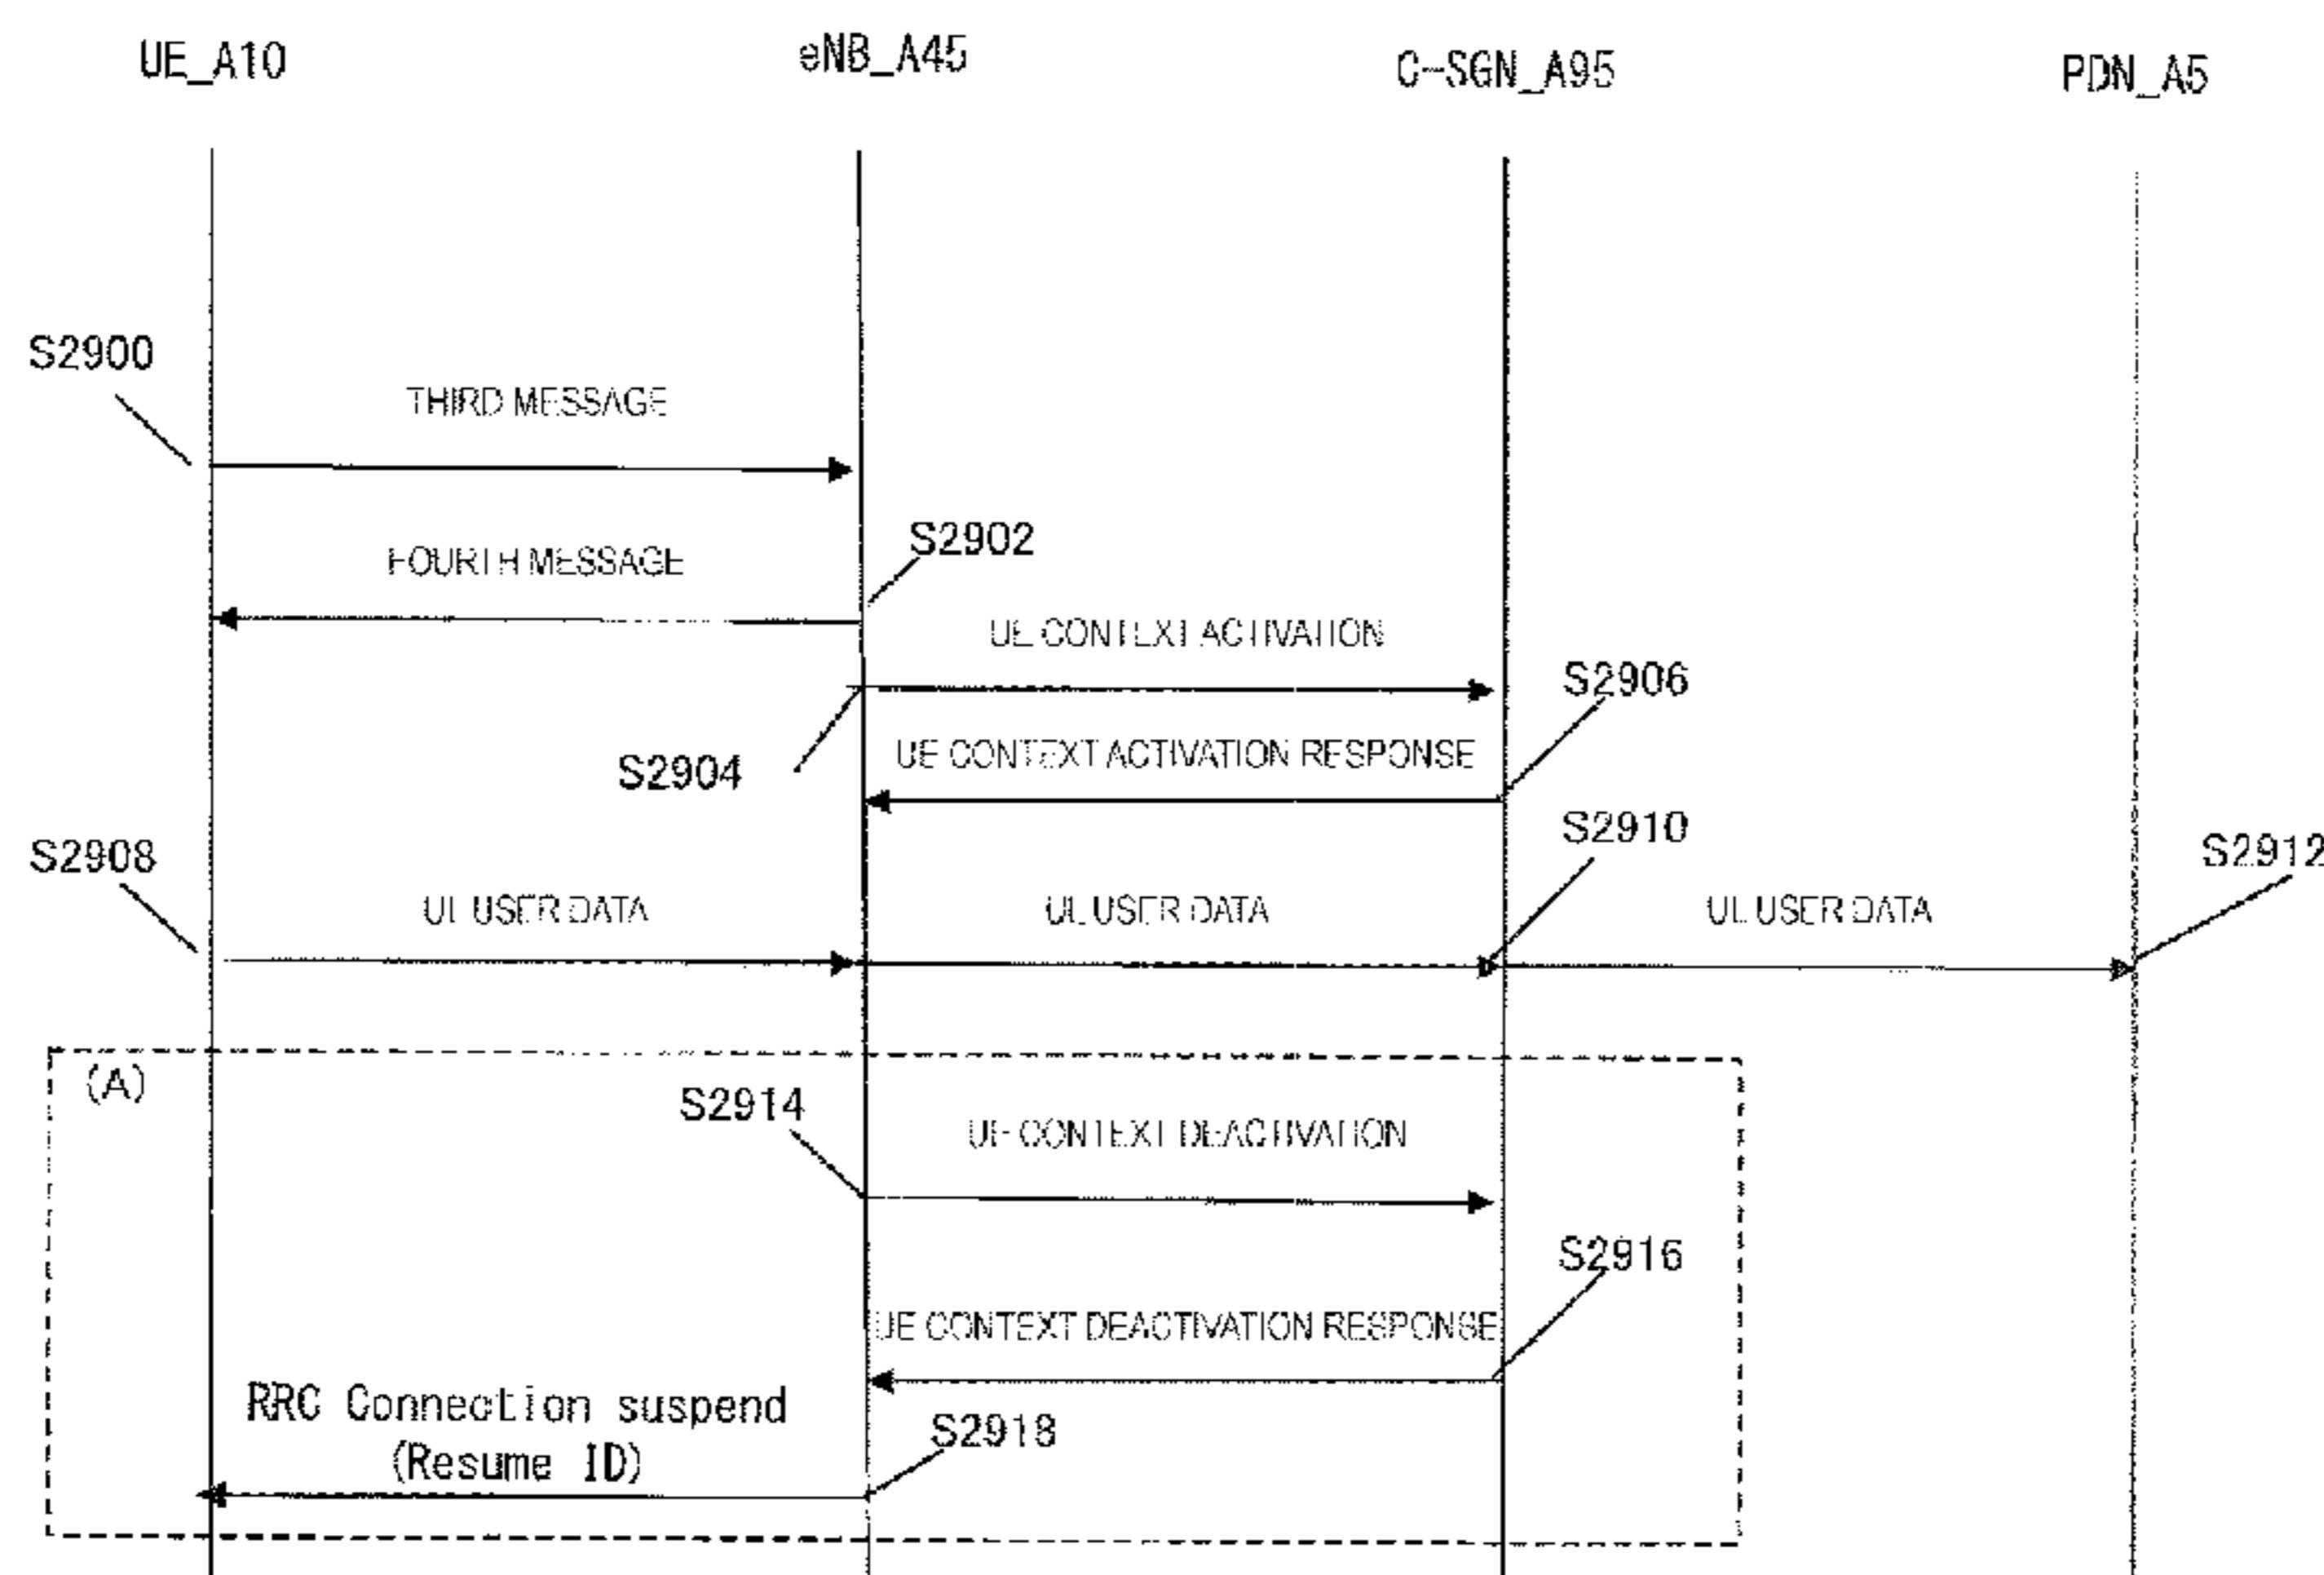 UE_A10
eNB_A45
C-SGN_A95
PDN_A5
S2900
THIRD MESSAGE
S2902
FOURTH MESSAGE
UE CONTEXT ACTIVATION
S2906
S2904
UE CONTEXT ACTIVATION RESPONSE
S2910
S2908
S2912
UL USER DATA
UL USER DATA
UL USER DATA
(A)
S2914
UE CONTEXT DEACTIVATION
S2916
UE CONTEXT DEACTIVATION RESPONSE
RRC Connection suspend
(Resume ID)
S2918